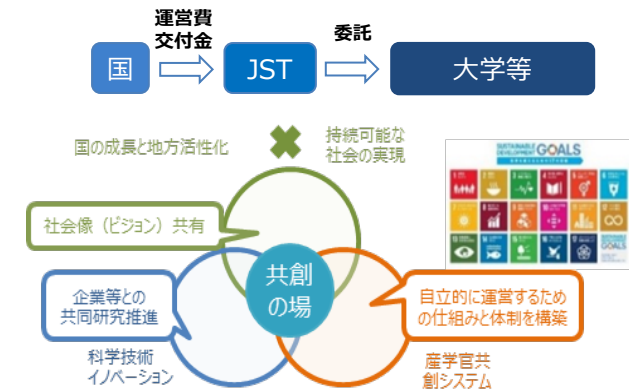 運営費
交付金
委託
国
JST
大学等
国の成長と地方活性化
持続可能な
社会の実現
SUSTAINABLE
DEVELOPMENT
GOALS
社会像（ビジョン）共有
共創
の場
企業等との
共同研究推進
自立的に運営するため
の仕組みと体制を構築
科学技術
イノベーション
産学官共
創システム